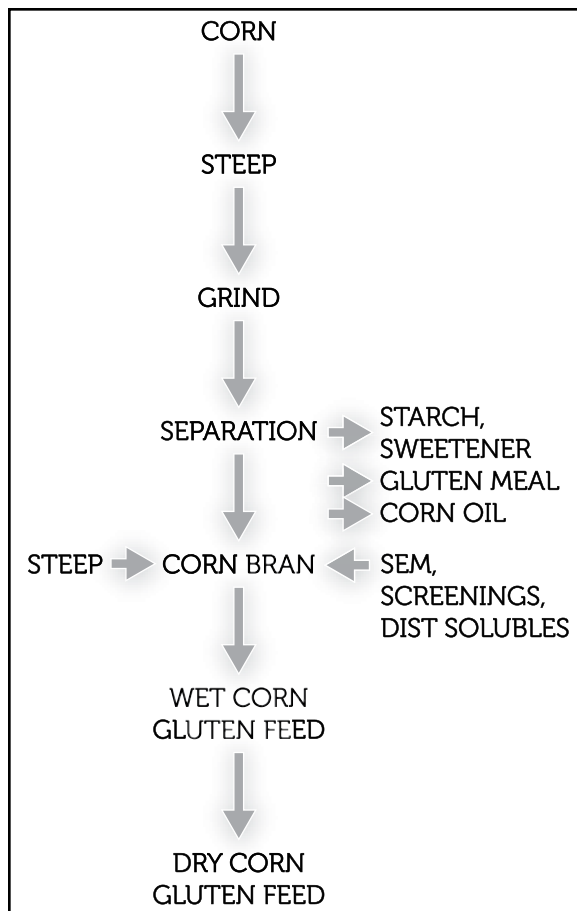 CORN
STEEP
GRIND
SEPARATION
STARCH,
SWEETENER
GLUTEN MEAL
CORN OIL
STEEP
CORN BRAN
SEM,
SCREENINGS,
DIST SOLUBLES
WET CORN
GLUTEN FEED
DRY CORN
GLUTEN FEED